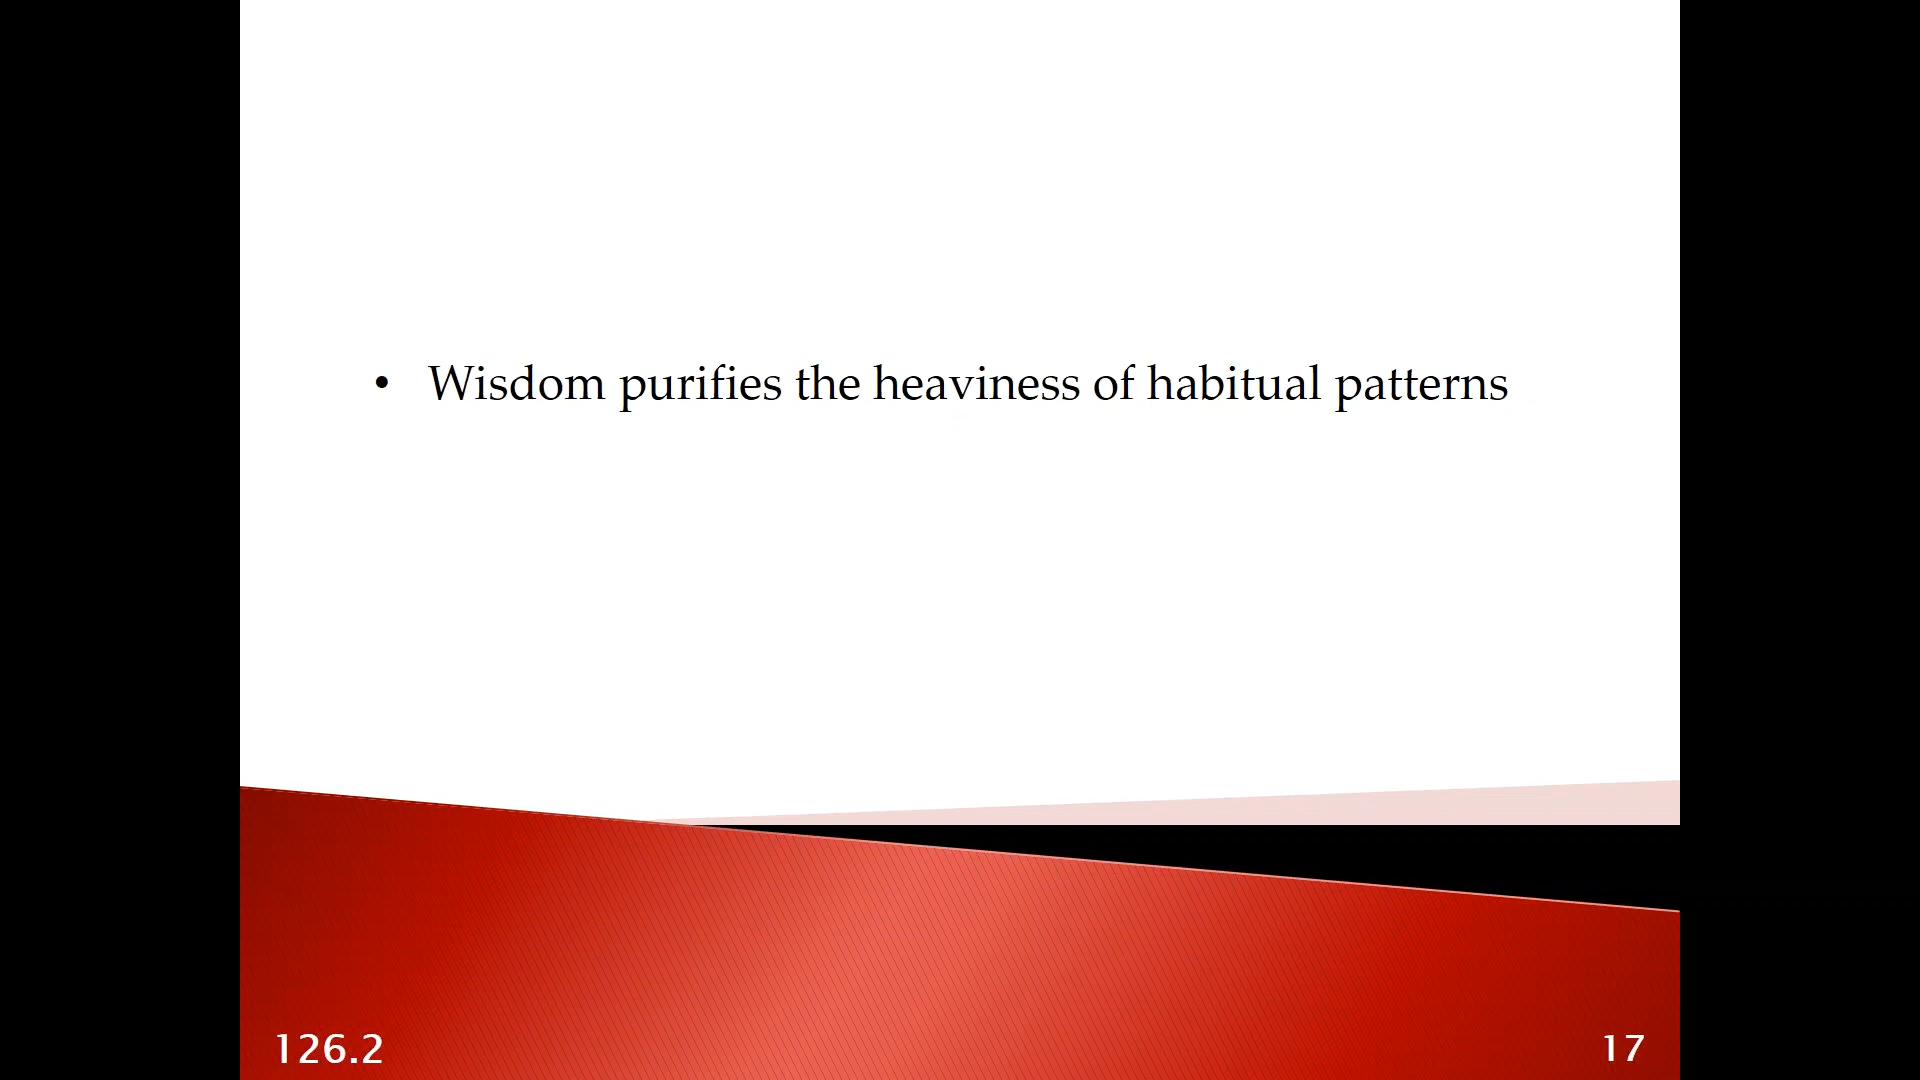 • Wisdom purifies the heaviness of habitual patterns
126.2
17